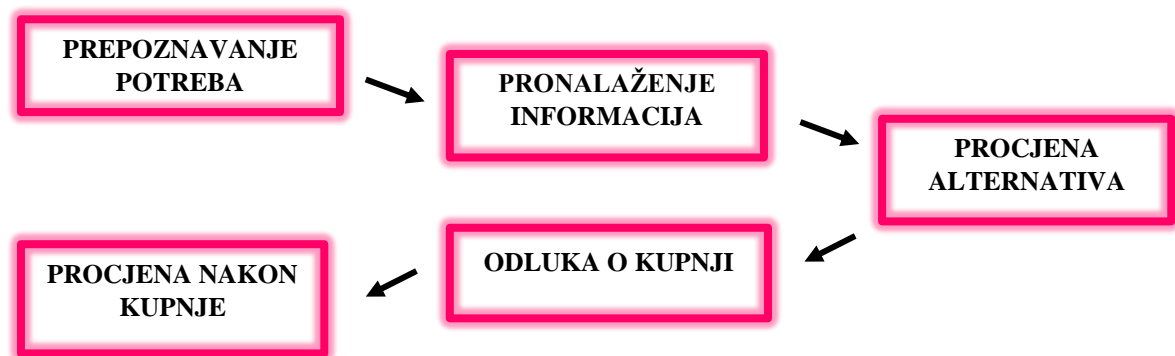 PREPOZNAVANJE
POTREBA
PRONALAŽENJE
INFORMACIJA
PROCJENA
ALTERNATIVA
ODLUKA O KUPNJI
PROCJENA NAKON
KUPNJE